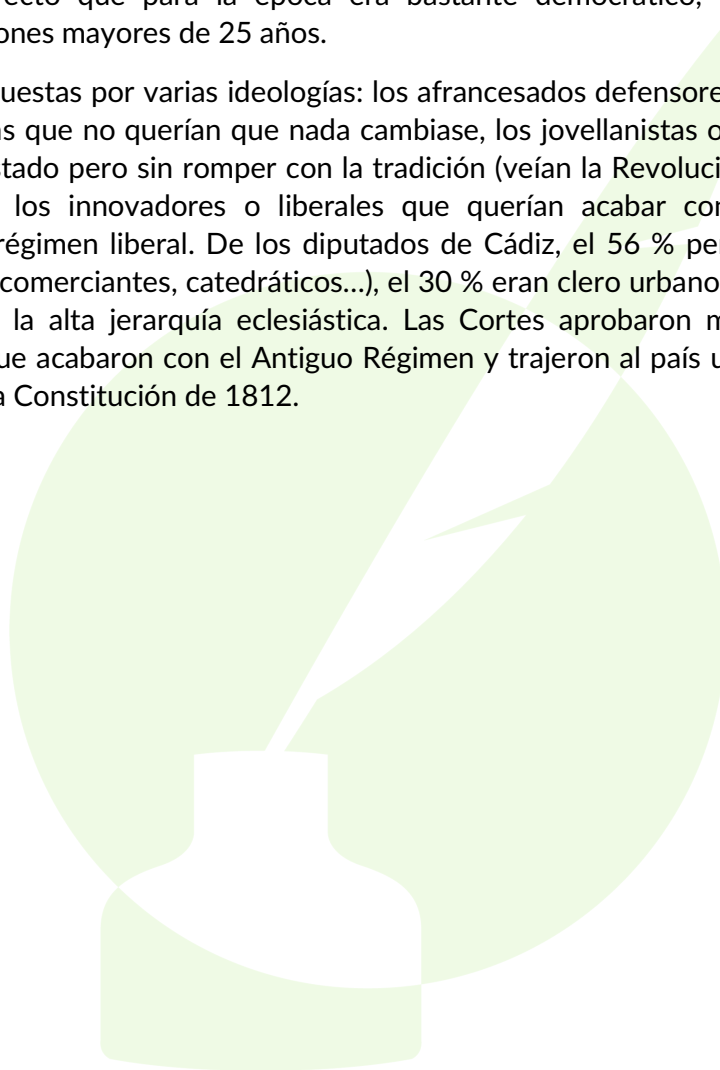 que para la época era bastante democrático,
ones mayores de 25 años.
uestas por varias ideologías: los afrancesados defensore
s que no querían que nada cambiase, los jovellanistas o
stado pero sin romper con la tradición (veían la Revoluci
los innovadores o liberales que querían acabar con
régimen liberal. De los diputados de Cádiz, el 56 % per
comerciantes, catedráticos...), el 30 % eran clero urbano
la alta jerarquía eclesiástica. Las Cortes aprobaron m
ue acabaron con el Antiguo Régimen y trajeron al país u
a Constitución de 1812.